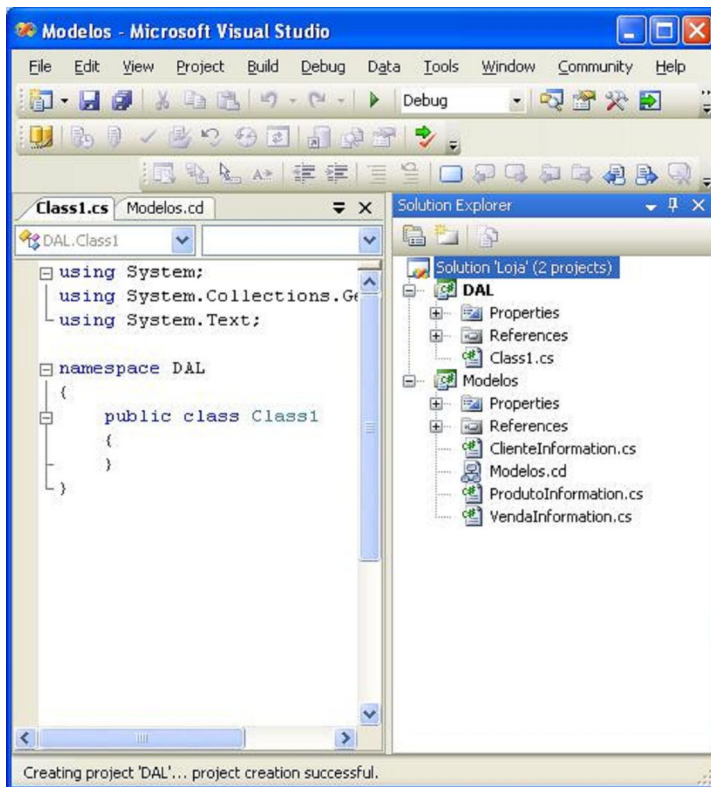 Modelos - Microsoft Visual Studio
File Edit View Project Build Debug Data Tools Window Community Help
Debug
Class1.cs Modelos.cd
DAL.Class1
using System;
using System.Collections.Ge
using System.Text;
namespace DAL
{
public class Class1
{
}
}
Solution Explorer
Solution 'Loja' (2 projects)
DAL
Properties
References
Class1.cs
Modelos
Properties
References
ClienteInformation.cs
Modelos.cd
ProdutoInformation.cs
VendaInformation.cs
Creating project 'DAL'... project creation successful.